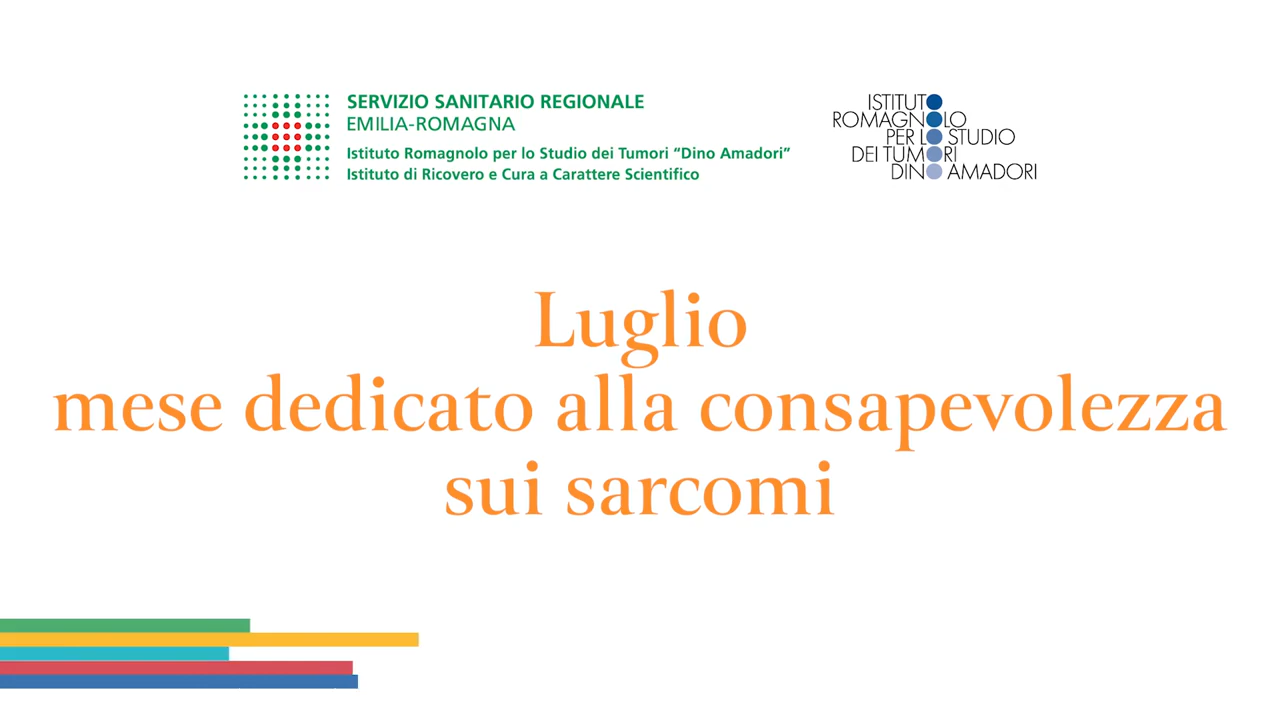 SERVIZIO SANITARIO REGIONALE
EMILIA-ROMAGNA
Istituto Romagnolo per lo Studio dei Tumori “Dino Amadori”
Istituto di Ricovero e Cura a Carattere Scientifico
ISTITUTO
ROMAGNOLO
PER LO STUDIO
DEI TUMORI
DINO AMADORI
Luglio
mese dedicato alla consapevolezza
sui sarcomi